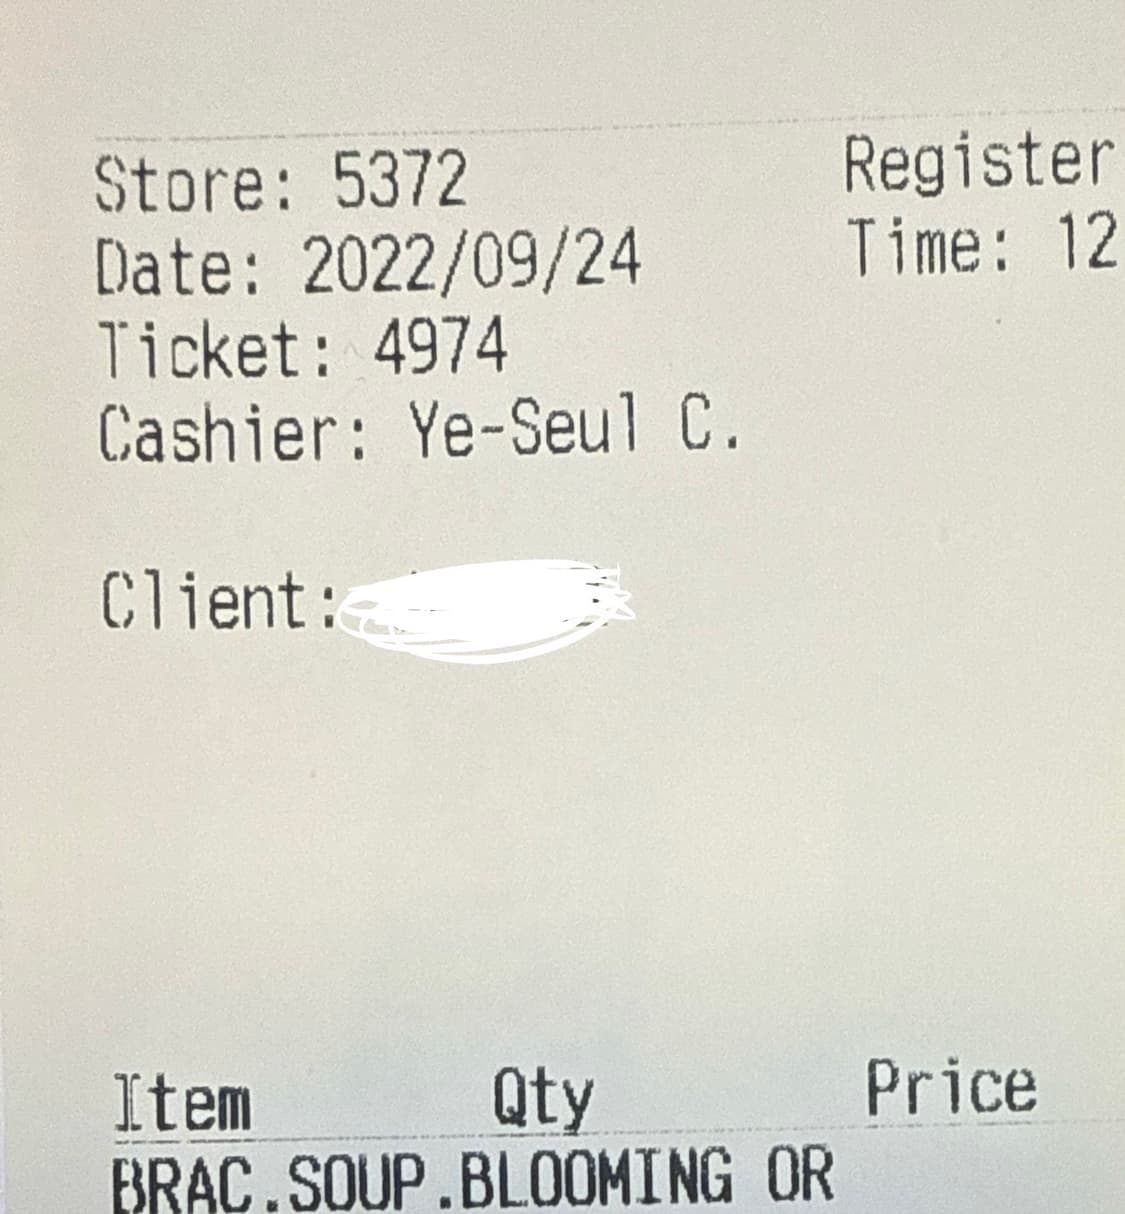 Store: 5372 Register
Date: 2022/09/24 Time: 12
Ticket: 4974
Cashier: Ye-Seul C.
Client:
Item Qty Price
BRAC.SOUP.BLOOMING OR